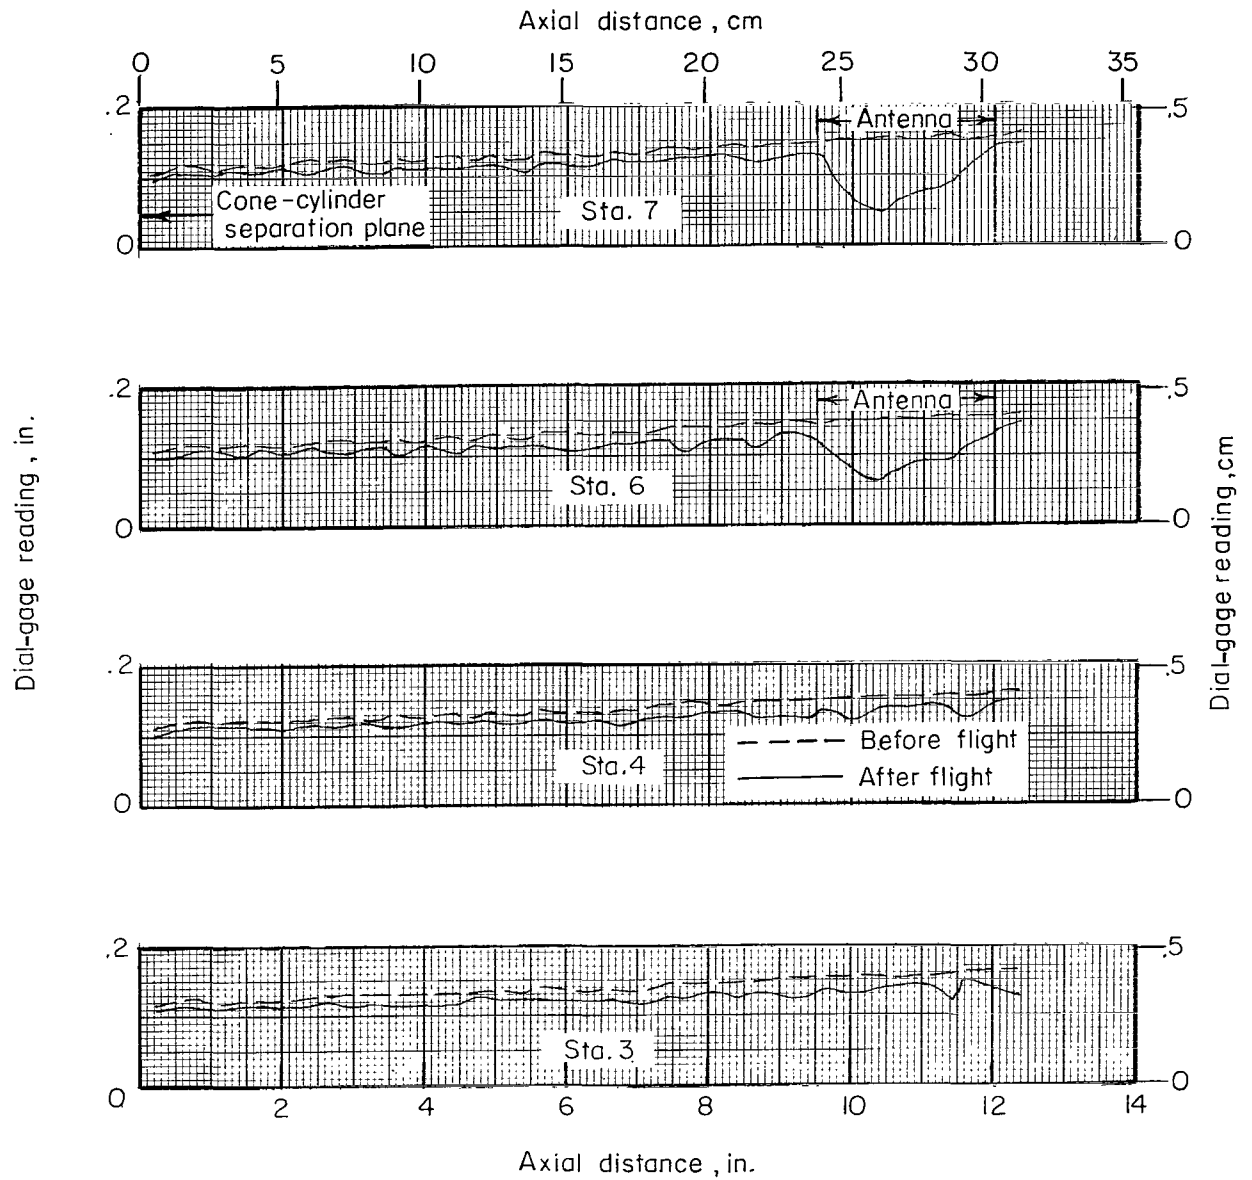 Axial distance, cm
0 5 10 15 20 25 30 35
.2 .5
Antenna
Cone-cylinder
separation plane
Sta. 7
0 0
.2 .5
Antenna
Sta. 6
0 0
Dial-gage reading, in.
Dial-gage reading, cm
.2 .5
Before flight
Sta.4
After flight
0 0
.2 .5
Sta. 3
0 0
2 4 6 8 10 12 14
Axial distance, in.